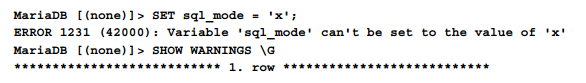 MariaDB [(none)]> SET sql_mode = 'x';
ERROR 1231 (42000): Variable 'sql_mode' can't be set to the value of 'x'
MariaDB [(none)]> SHOW WARNINGS \G
*************************** 1. row ***************************